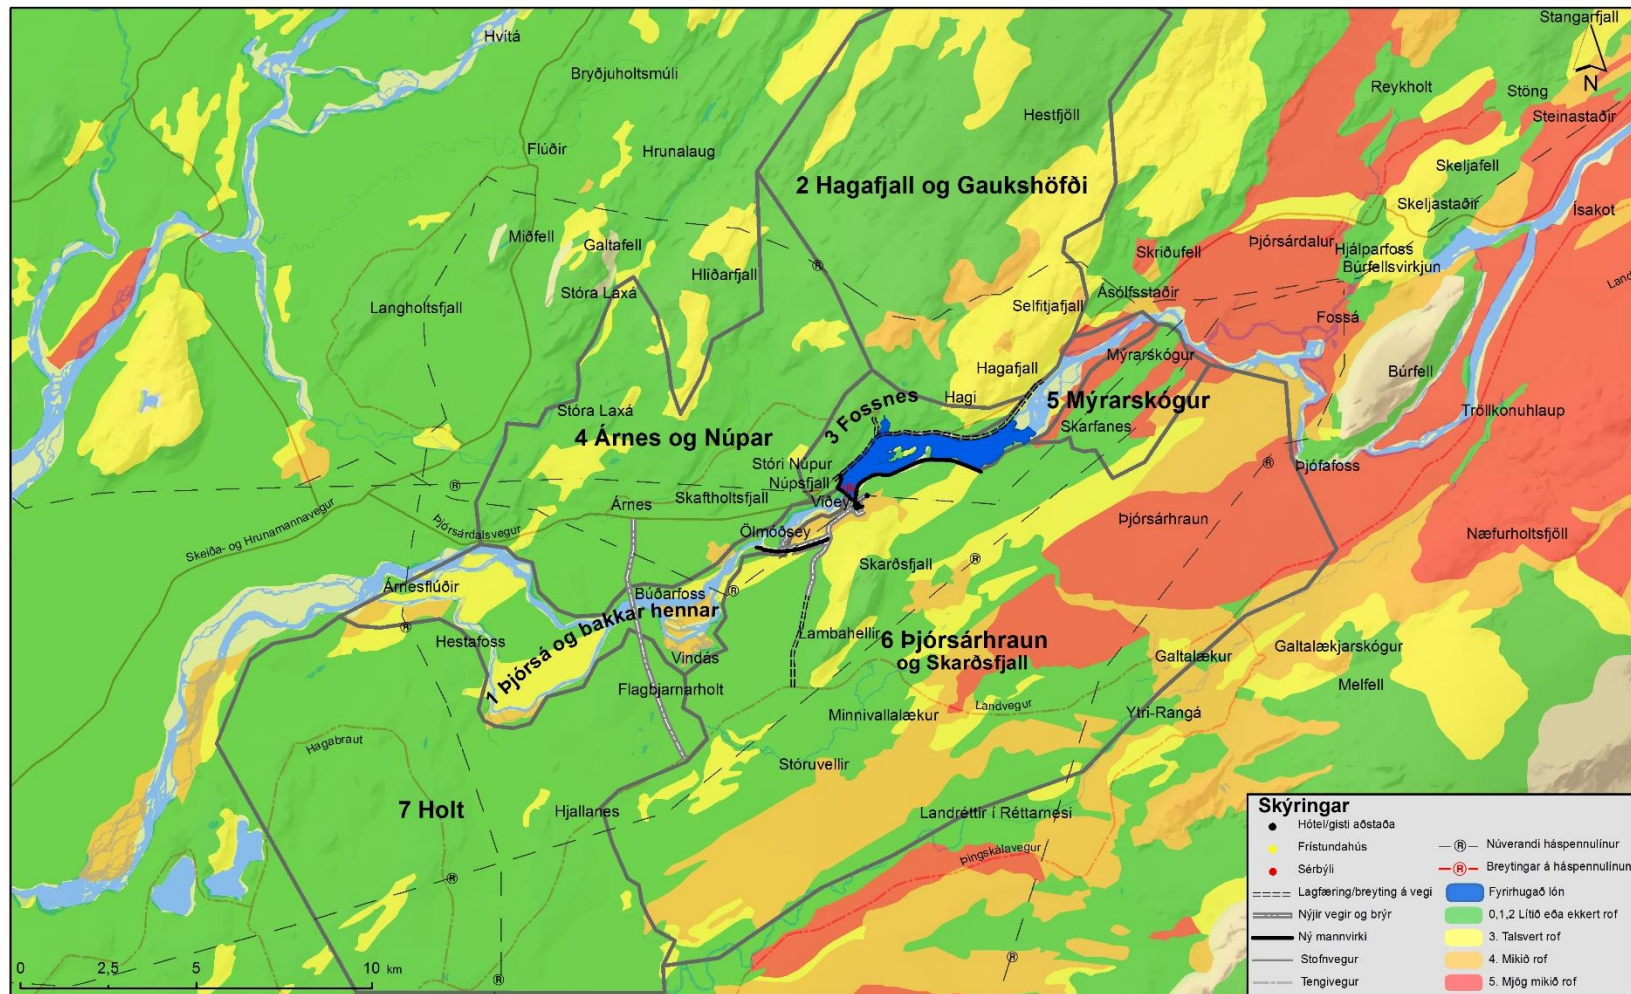 Stangarfjall
Hvítá
N
Bryðjuholtsmúli
Reykholt
Stöng
Hestfjöll
Steinastaðir
Flúðir
Hrunalaug
Skeljafell
2 Hagafjall og Gaukshöfði
Skeljastaðir
Ísakot
Miðfell
Galtafell
Skriðufell
Þjórsárdalur
Hjálparfoss
Búrfellsvirkjun
Hlíðarfjall
R
Land
Stóra Laxá
Ásólfsstaðir
Langholtsfjall
Selfitjafjall
Fossá
Mýrarskógur
Hagafjall
Búrfell
Hagi
5 Mýrarskógur
Stóra Laxá
3 Fossnes
Tröllkonuhlaup
4 Árnes og Núpar
Skarfanes
Stóri Núpur
R
Þjófafoss
Núpsfjall
R
Skaftholtsfjall
Árnes
Viðey
Þjórsárhraun
Þjórsárdalsvegur
Ölmóðsey
Næfurholtsfjöll
Skeiða- og Hrunamannavegur
R
Skarðsfjall
Árnesflúðir
Búðarfoss
R
R
Hestafoss
1 Þjórsá og bakkar hennar
Lambahellir
6 Þjórsárhraun
og Skarðsfjall
Galtalækjarskógur
Vindás
Galtalækur
Flagbjarnarholt
Melfell
Landvegur
Ytri-Rangá
Minnivallalækur
Hagabraut
Stóruvellir
7 Holt
Hjallanes
Landréttir í Réttarnesi
Þingskálavegur
R
R
R
0
2,5
5
10
km
Skýringar
Hótel/gisti aðstaða
Frístundahús
Sérbýli
Lagfæring/breyting á vegi
Nýjir vegir og brýr
Ný mannvirki
Stofnvegur
Tengivegur
R
Núverandi háspennulínur
R
Breytingar á háspennulínum
Fyrirhugað lón
0,1,2 Lítið eða ekkert rof
3. Talsvert rof
4. Mikið rof
5. Mjög mikið rof